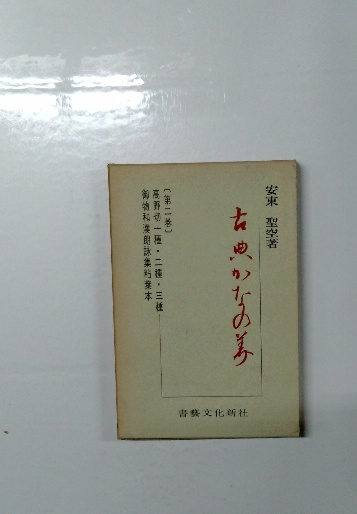 安東 聖空著
古典かなの美
〔第二巻〕
高野切一種・二種・三種
御物和漢朗詠集粘葉本
書藝文化新社